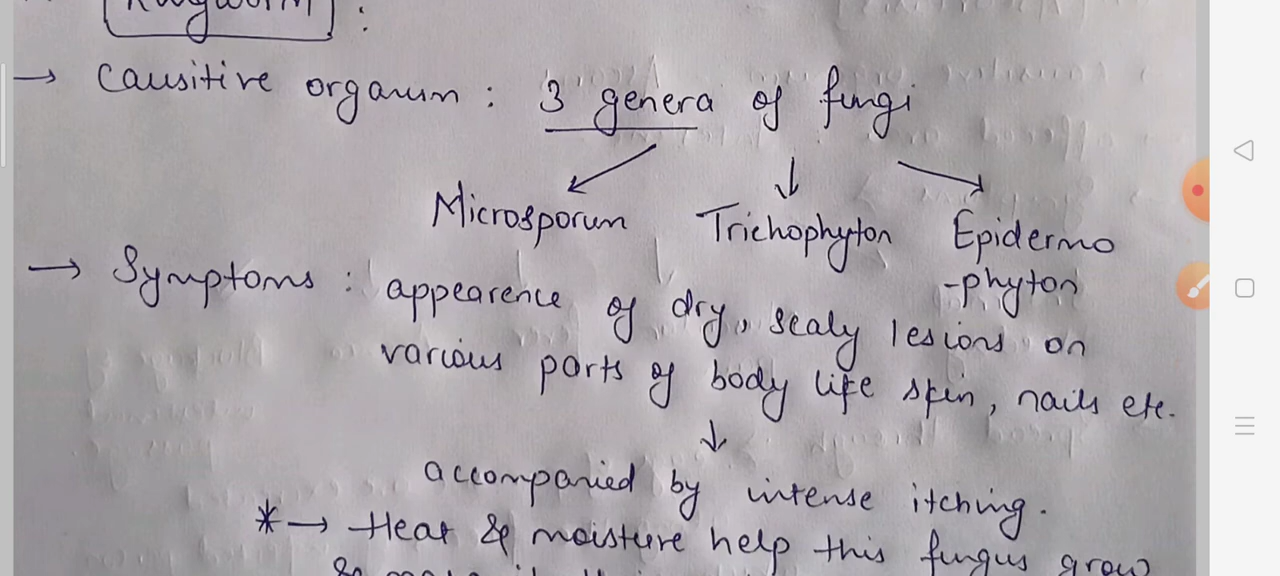 Ringworm :
→ Causitive organism : 3 genera of fungi
Microsporum Trichophyton Epidermo
-phyton
→ Symptoms : appearence of dry, scaly lesions on
various parts of body like skin, nails etc.
↓
accompanied by intense itching.
*→ Heat & moisture help this fungus grow